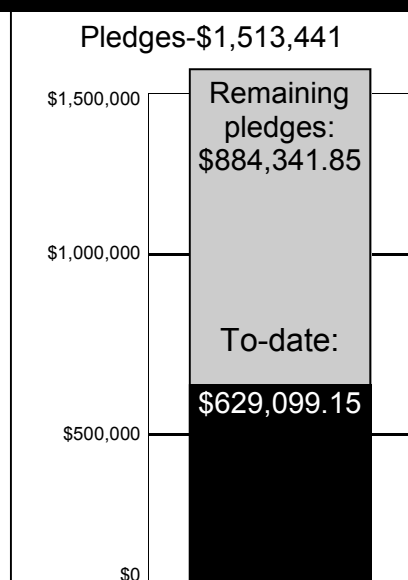 Pledges-$1,513,441
$1,500,000
Remaining
pledges:
$884,341.85
$1,000,000
To-date:
$629,099.15
$500,000
$0